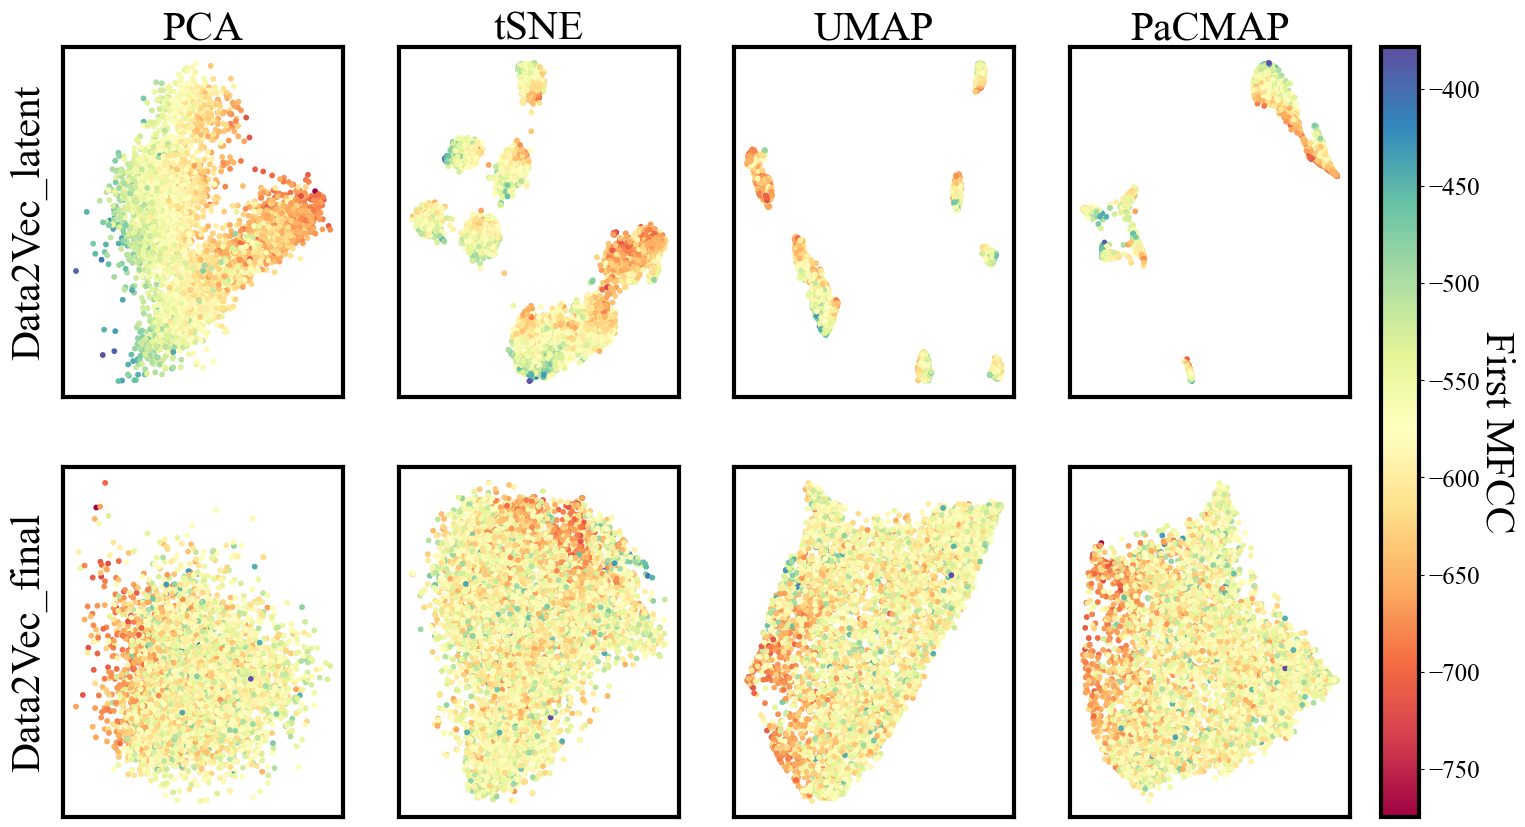 PCA
tSNE
UMAP
PaCMAP
Data2Vec_latent
Data2Vec_final
−400
−450
−500
−550
−600
−650
−700
−750
First MFCC